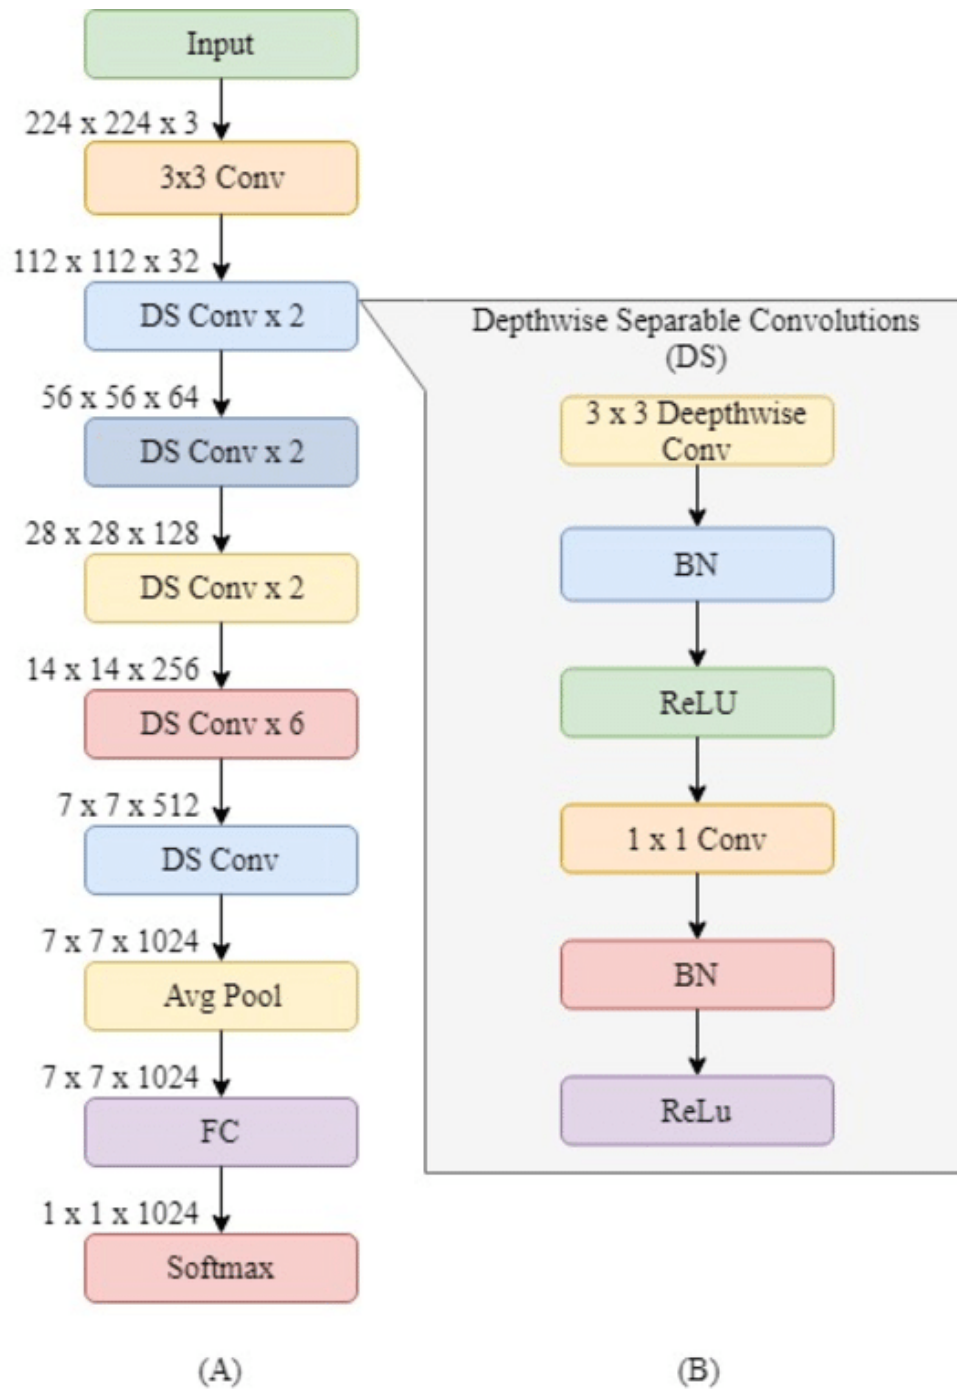 Input
224 x 224 x 3
3x3 Conv
112 x 112 x 32
DS Conv x 2
56 x 56 x 64
DS Conv x 2
28 x 28 x 128
DS Conv x 2
14 x 14 x 256
DS Conv x 6
7 x 7 x 512
DS Conv
7 x 7 x 1024
Avg Pool
7 x 7 x 1024
FC
1 x 1 x 1024
Softmax
(A)
Depthwise Separable Convolutions
(DS)
3 x 3 Deepthwise
Conv
BN
ReLU
1 x 1 Conv
BN
ReLu
(B)